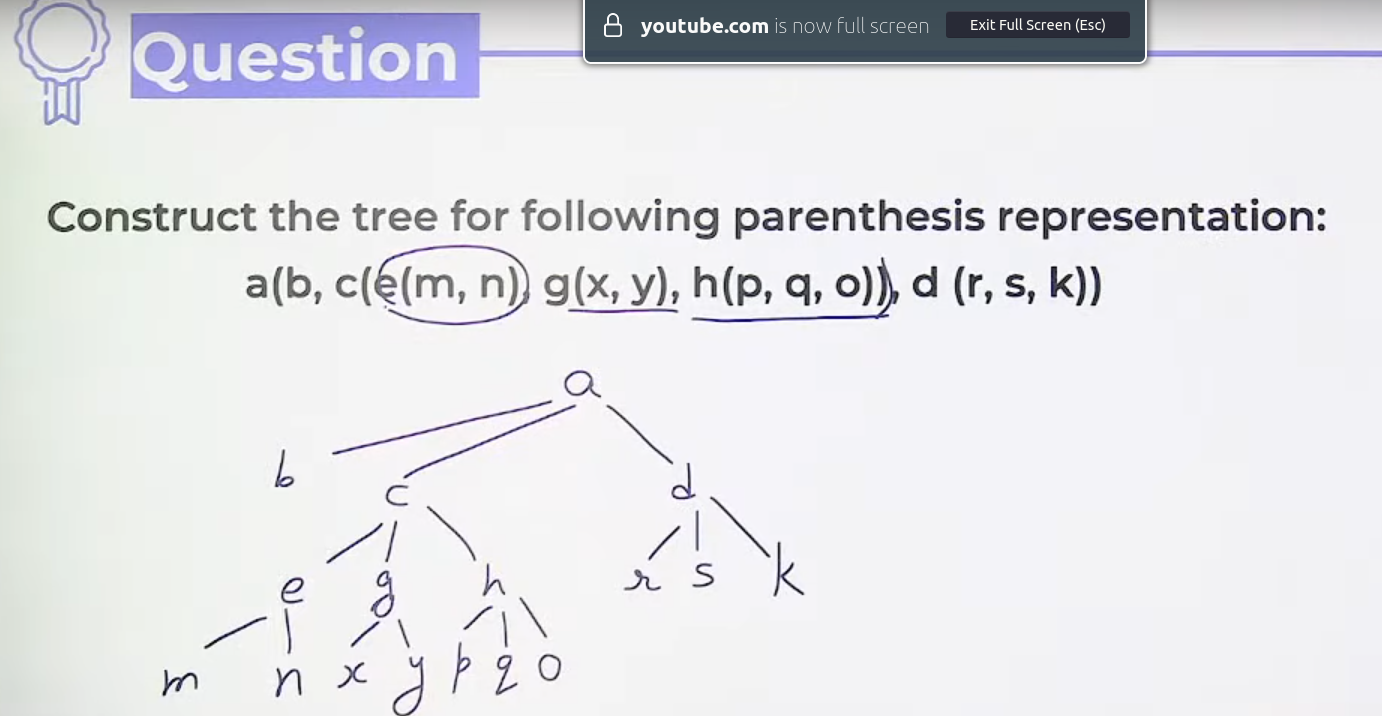 youtube.com is now full screen Exit Full Screen (Esc)
Question
Construct the tree for following parenthesis representation:
a(b, c(e(m, n), g(x, y), h(p, q, o)), d (r, s, k))
a
b c d
e g h r s k
m n x y p q o